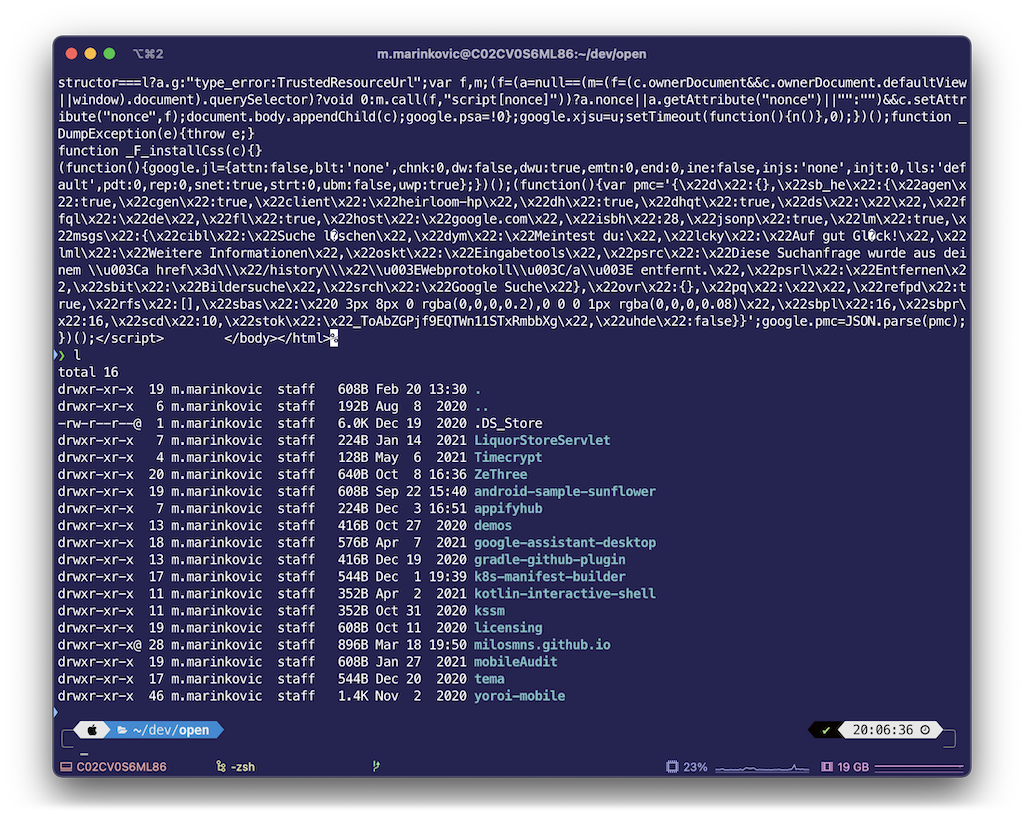 ⌥⌘2
m.marinkovic@C02CV0S6ML86:~/dev/open
structor===l?a.g:"type_error:TrustedResourceUrl";var f,m;(f=(a=null==(m=(f=(c.ownerDocument&&c.ownerDocument.defaultView
||window).document).querySelector)?void 0:m.call(f,"script[nonce]"))?a.nonce||a.getAttribute("nonce")||"":"")&&c.setAttr
ibute("nonce",f);document.body.appendChild(c);google.psa=!0};google.xjsu=u;setTimeout(function(){n()},0);})();function _
DumpException(e){throw e;}
function _F_installCss(c){}
(function(){google.jl={attn:false,blt:'none',chnk:0,dw:false,dwu:true,emtn:0,end:0,ine:false,injs:'none',injt:0,lls:'def
ault',pdt:0,rep:0,snet:true,strt:0,ubm:false,uwp:true};})();(function(){var pmc='{\x22d\x22:{},\x22sb_he\x22:{\x22agen\x
22:true,\x22cgen\x22:true,\x22client\x22:\x22heirloom-hp\x22,\x22dh\x22:true,\x22dhqt\x22:true,\x22ds\x22:\x22\x22,\x22f
fql\x22:\x22de\x22,\x22fl\x22:true,\x22host\x22:\x22google.com\x22,\x22isbh\x22:28,\x22jsonp\x22:true,\x22lm\x22:true,\x
22msgs\x22:{\x22cibl\x22:\x22Suche l�schen\x22,\x22dym\x22:\x22Meintest du:\x22,\x22lcky\x22:\x22Auf gut Gl�ck!\x22,\x22
lml\x22:\x22Weitere Informationen\x22,\x22oskt\x22:\x22Eingabetools\x22,\x22psrc\x22:\x22Diese Suchanfrage wurde aus dei
nem \\u003Ca href\x3d\\\x22/history\\\x22\\u003EWebprotokoll\\u003C/a\\u003E entfernt.\x22,\x22psrl\x22:\x22Entfernen\x2
2,\x22sbit\x22:\x22Bildersuche\x22,\x22srch\x22:\x22Google Suche\x22},\x22ovr\x22:{},\x22pq\x22:\x22\x22,\x22refpd\x22:t
rue,\x22rfs\x22:[],\x22sbas\x22:\x220 3px 8px 0 rgba(0,0,0,0.2),0 0 0 1px rgba(0,0,0,0.08)\x22,\x22sbpl\x22:16,\x22sbpr\
x22:16,\x22scd\x22:10,\x22stok\x22:\x22_ToAbZGPjf9EQTWn11STxRmbbXg\x22,\x22uhde\x22:false}}';google.pmc=JSON.parse(pmc);
})();</script>        </body></html>%
❯ l
total 16
drwxr-xr-x  19 m.marinkovic  staff   608B Feb 20 13:30 .
drwxr-xr-x   6 m.marinkovic  staff   192B Aug  8  2020 ..
-rw-r--r--@  1 m.marinkovic  staff   6.0K Dec 19  2020 .DS_Store
drwxr-xr-x   7 m.marinkovic  staff   224B Jan 14  2021 LiquorStoreServlet
drwxr-xr-x   4 m.marinkovic  staff   128B May  6  2021 Timecrypt
drwxr-xr-x  20 m.marinkovic  staff   640B Oct  8 16:36 ZeThree
drwxr-xr-x  19 m.marinkovic  staff   608B Sep 22 15:40 android-sample-sunflower
drwxr-xr-x   7 m.marinkovic  staff   224B Dec  3 16:51 appifyhub
drwxr-xr-x  13 m.marinkovic  staff   416B Oct 27  2020 demos
drwxr-xr-x  18 m.marinkovic  staff   576B Apr  7  2021 google-assistant-desktop
drwxr-xr-x  13 m.marinkovic  staff   416B Dec 19  2020 gradle-github-plugin
drwxr-xr-x  17 m.marinkovic  staff   544B Dec  1 19:39 k8s-manifest-builder
drwxr-xr-x  11 m.marinkovic  staff   352B Apr  2  2021 kotlin-interactive-shell
drwxr-xr-x  11 m.marinkovic  staff   352B Oct 31  2020 kssm
drwxr-xr-x  19 m.marinkovic  staff   608B Oct 11  2020 licensing
drwxr-xr-x@ 28 m.marinkovic  staff   896B Mar 18 19:50 milosmns.github.io
drwxr-xr-x  19 m.marinkovic  staff   608B Jan 27  2021 mobileAudit
drwxr-xr-x  17 m.marinkovic  staff   544B Dec 20  2020 tema
drwxr-xr-x  46 m.marinkovic  staff   1.4K Nov  2  2020 yoroi-mobile
~/dev/open
✔ 20:06:36
C02CV0S6ML86
-zsh
23%
19 GB